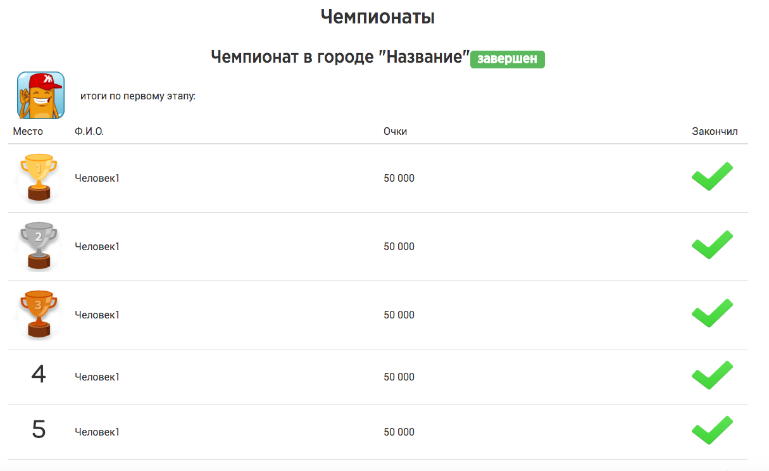 Чемпионаты
Чемпионат в городе "Название" завершен
итоги по первому этапу:
Место Ф.И.О. Очки Закончил
1 Человек1 50 000
2 Человек1 50 000
3 Человек1 50 000
4 Человек1 50 000
5 Человек1 50 000